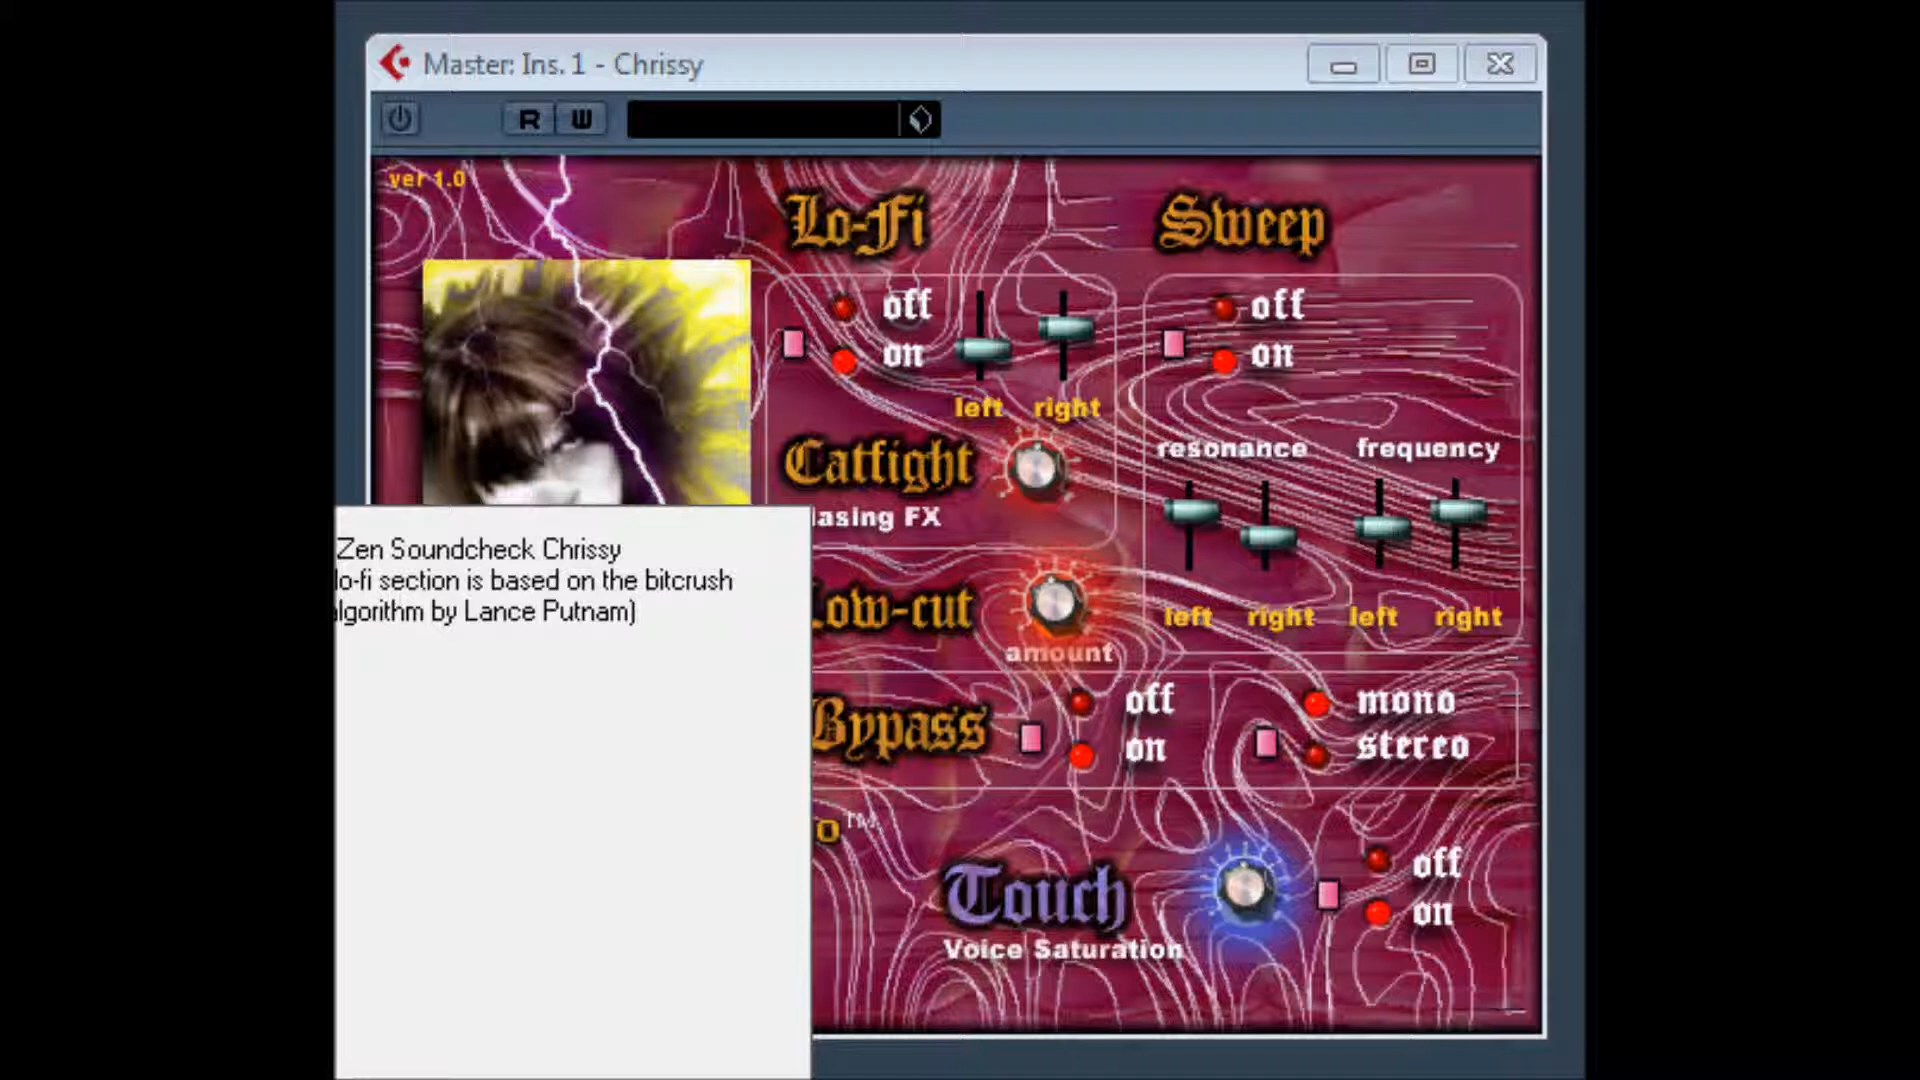 Master: Ins. 1 - Chrissy
R W
ver 1.0
Lo-Fi
Sweep
off
on
left right
off
on
Catfight
resonance frequency
lasing FX
Zen Soundcheck Chrissy
lo-fi section is based on the bitcrush
lgorithm by Lance Putnam)
Low-cut
amount
left right left right
Bypass
off
on
mono
stereo
o™
Touch
Voice Saturation
off
on